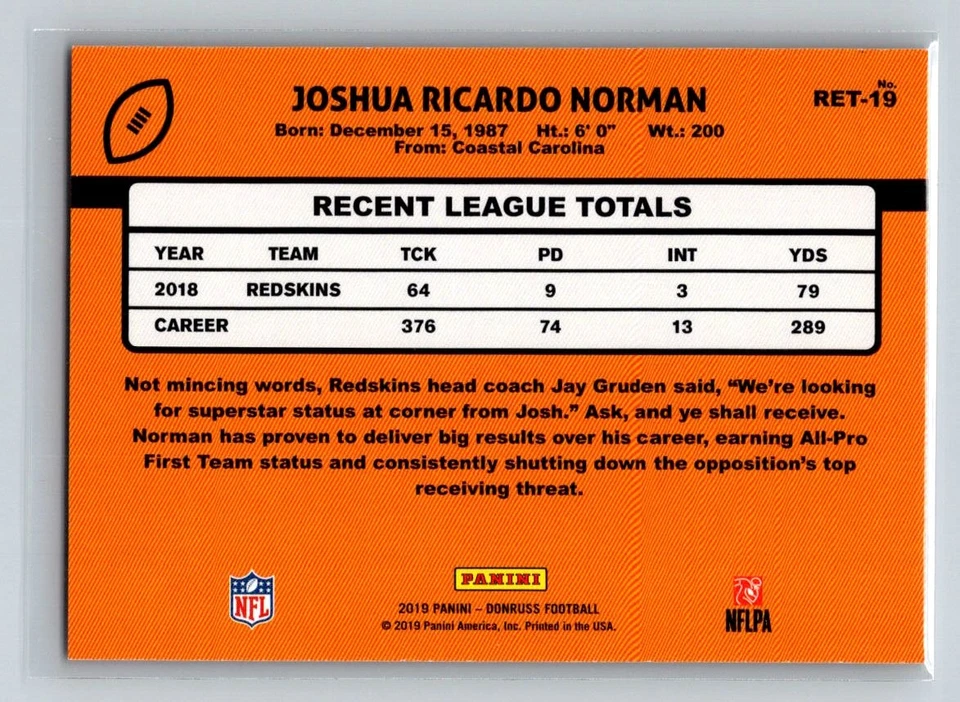 JOSHUA RICARDO NORMAN
No.
RET-19
Born: December 15, 1987 Ht.: 6' 0" Wt.: 200
From: Coastal Carolina
RECENT LEAGUE TOTALS
YEAR TEAM TCK PD INT YDS
2018 REDSKINS 64 9 3 79
CAREER 376 74 13 289
Not mincing words, Redskins head coach Jay Gruden said, “We’re looking
for superstar status at corner from Josh.” Ask, and ye shall receive.
Norman has proven to deliver big results over his career, earning All-Pro
First Team status and consistently shutting down the opposition’s top
receiving threat.
NFL
PANINI
2019 PANINI – DONRUSS FOOTBALL
© 2019 Panini America, Inc. Printed in the USA.
NFLPA